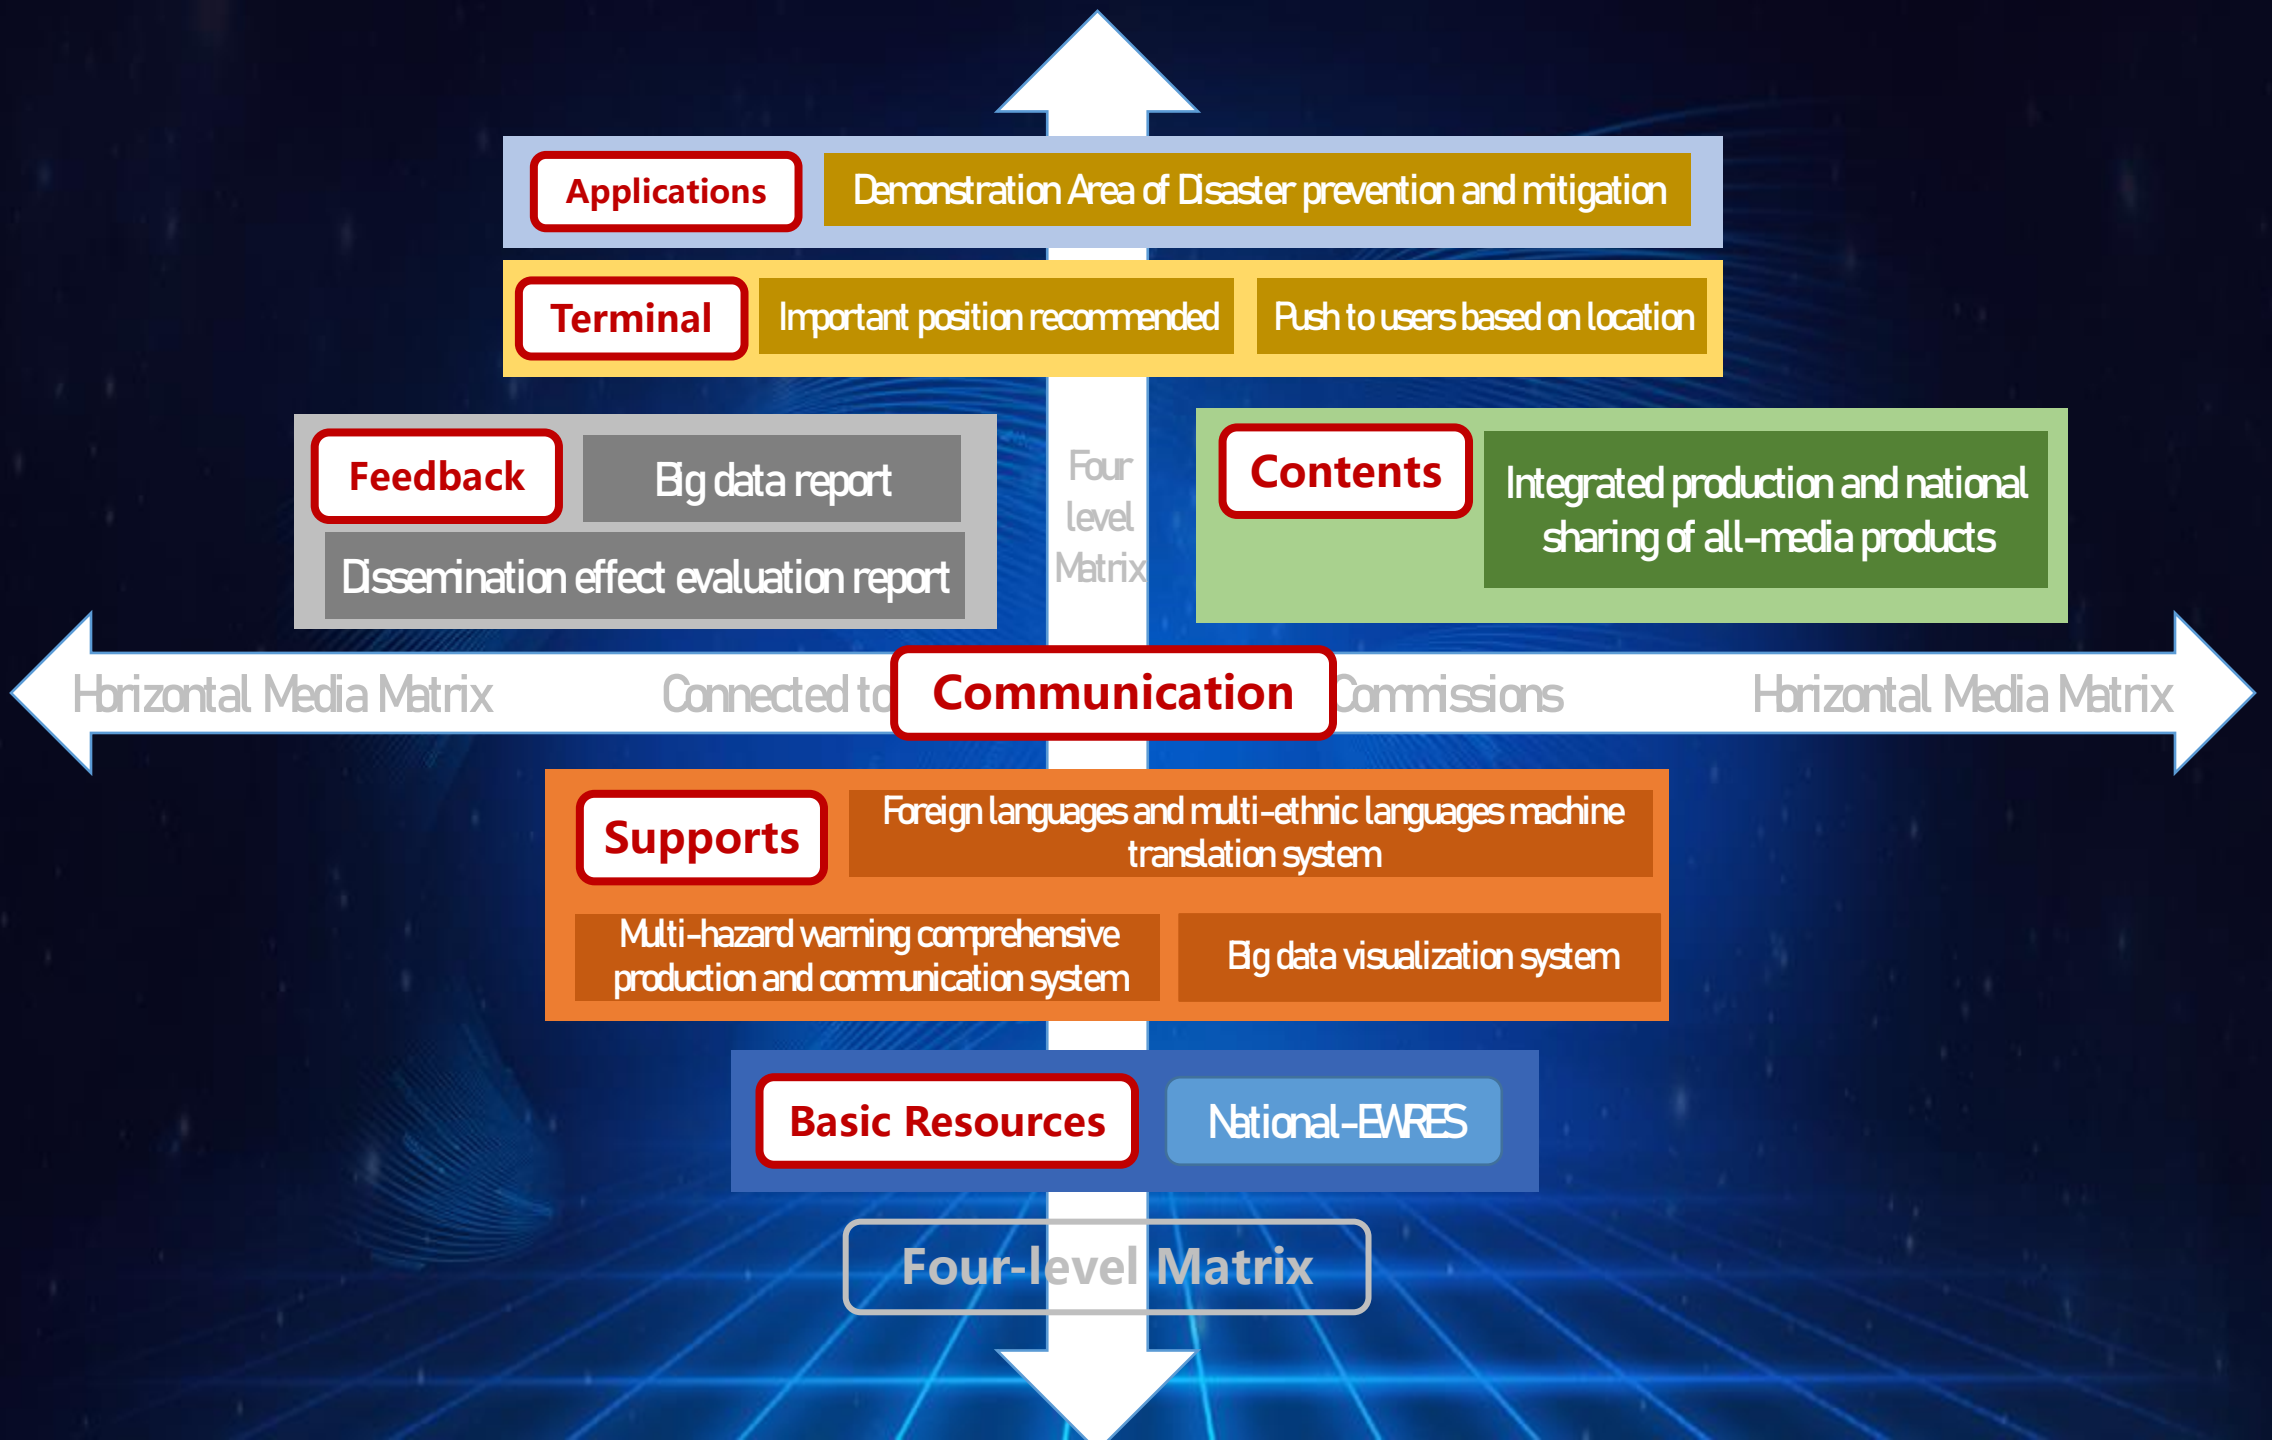 Applications
Demonstration Area of Disaster prevention and mitigation
Terminal
Important position recommended
Push to users based on location
Feedback
Big data report
Dissemination effect evaluation report
Four
level
Matrix
Contents
Integrated production and national
sharing of all-media products
Horizontal Media Matrix
Connected to
Communication
Commissions
Horizontal Media Matrix
Supports
Foreign languages and multi-ethnic languages machine
translation system
Multi-hazard warning comprehensive
production and communication system
Big data visualization system
Basic Resources
National-EWRES
Four-level Matrix